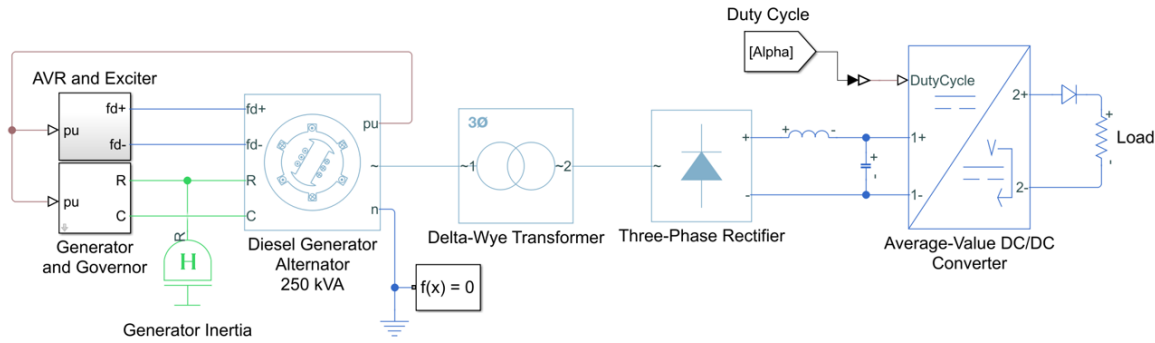 Duty Cycle
[Alpha]
AVR and Exciter
fd+
fd-
pu
fd+
fd-
pu
~
n
R
C
3Ø
~1
~2
~
+
-
+
-
+
-
1+
1-
DutyCycle
V
2+
2-
+
-
Load
pu
R
C
Generator
and Governor
R
H
Generator Inertia
Diesel Generator
Alternator
250 kVA
f(x) = 0
Delta-Wye Transformer
Three-Phase Rectifier
Average-Value DC/DC
Converter